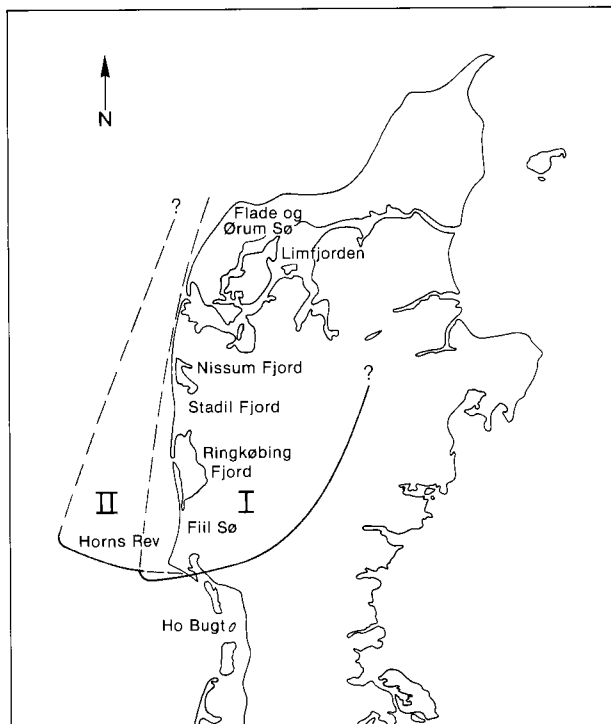 N
?
Flade og
Ørum Sø
Limfjorden
Nissum Fjord
?
Stadil Fjord
Ringkøbing
Fjord
II
I
Fiil Sø
Horns Rev
Ho Bugt